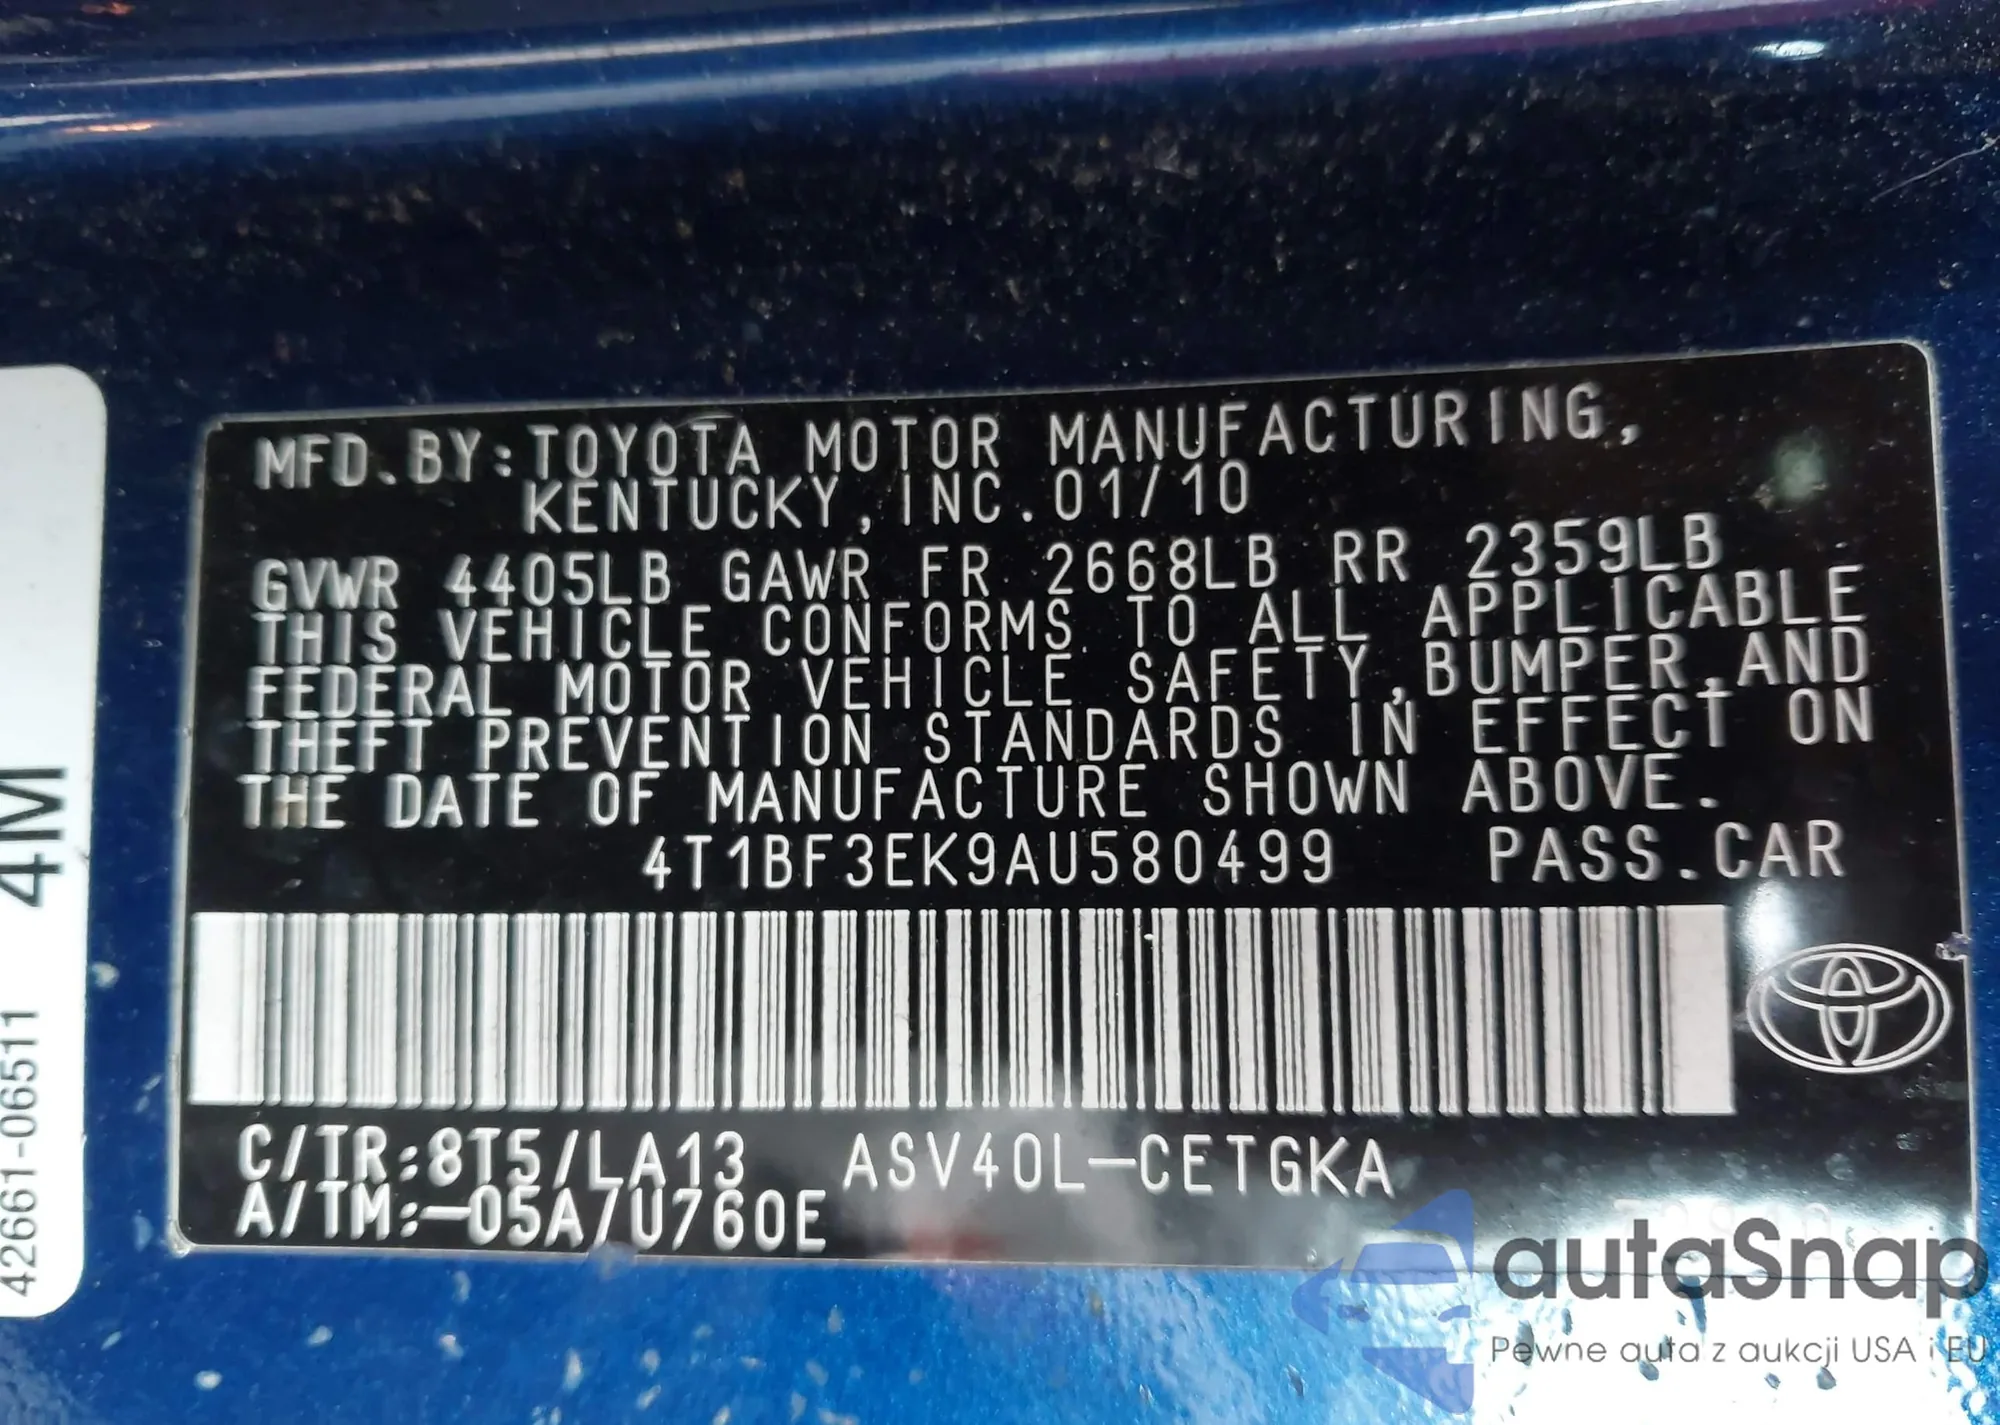 MFD.BY:TOYOTA MOTOR MANUFACTURING,
KENTUCKY,INC.01/10
GVWR 4405LB GAWR FR 2668LB RR 2359LB
THIS VEHICLE CONFORMS TO ALL APPLICABLE
FEDERAL MOTOR VEHICLE SAFETY,BUMPER,AND
THEFT PREVENTION STANDARDS IN EFFECT ON
THE DATE OF MANUFACTURE SHOWN ABOVE.
4T1BF3EK9AU580499 PASS.CAR
C/TR:8T5/LA13 ASV40L-CETGKA
A/TM:-05A/U760E
4M
42661-06511
autaSnap
Pewne auta z aukcji USA i EU